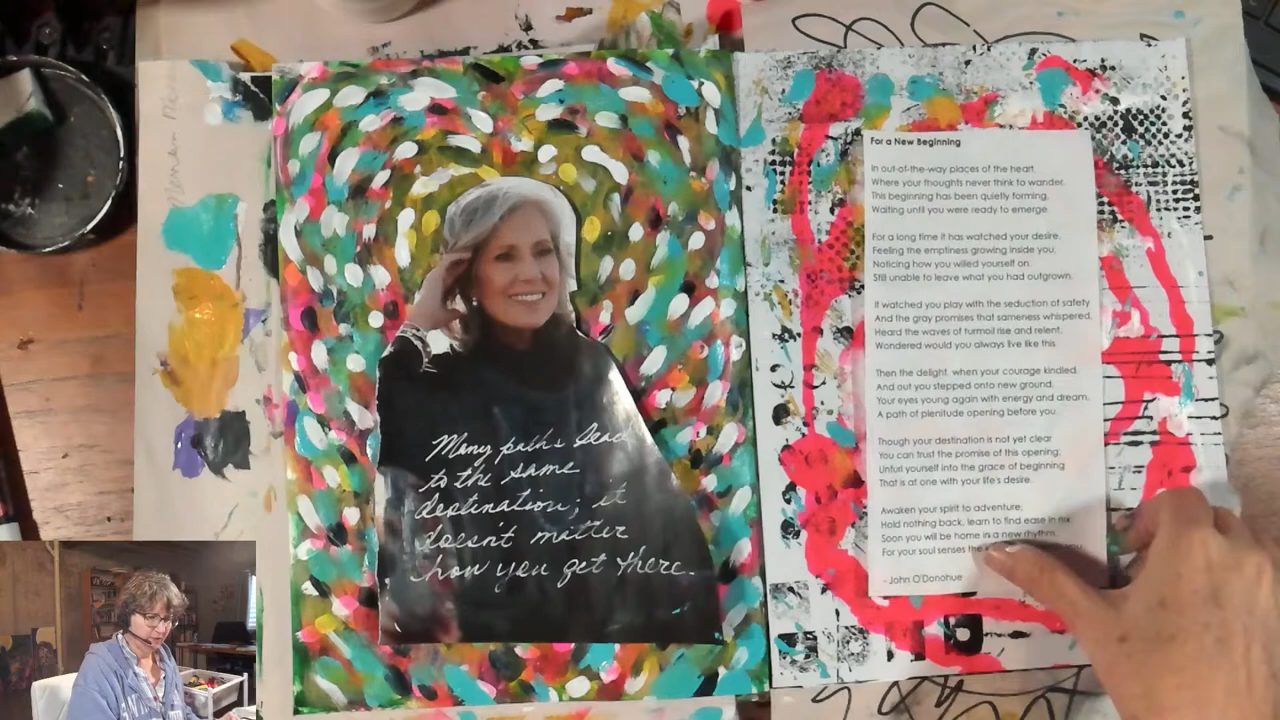 Many paths lead
to the same
destination; it
doesn't matter
how you get there.
For a New Beginning
In out-of-the-way places of the heart,
Where your thoughts never think to wander,
This beginning has been quietly forming,
Waiting until you were ready to emerge.
For a long time it has watched your desire,
Feeling the emptiness growing inside you,
Noticing how you willed yourself on,
Still unable to leave what you had outgrown.
It watched you play with the seduction of safety
And the gray promises that sameness whispered,
Heard the waves of turmoil rise and relent,
Wondered would you always live like this.
Then the delight, when your courage kindled,
And out you stepped onto new ground,
Your eyes young again with energy and dream,
A path of plenitude opening before you.
Though your destination is not yet clear
You can trust the promise of this opening;
Unfurl yourself into the grace of beginning
That is at one with your life's desire.
Awaken your spirit to adventure;
Hold nothing back, learn to find ease in risk
Soon you will be home in a new rhythm,
For your soul senses the
- John O'Donohue